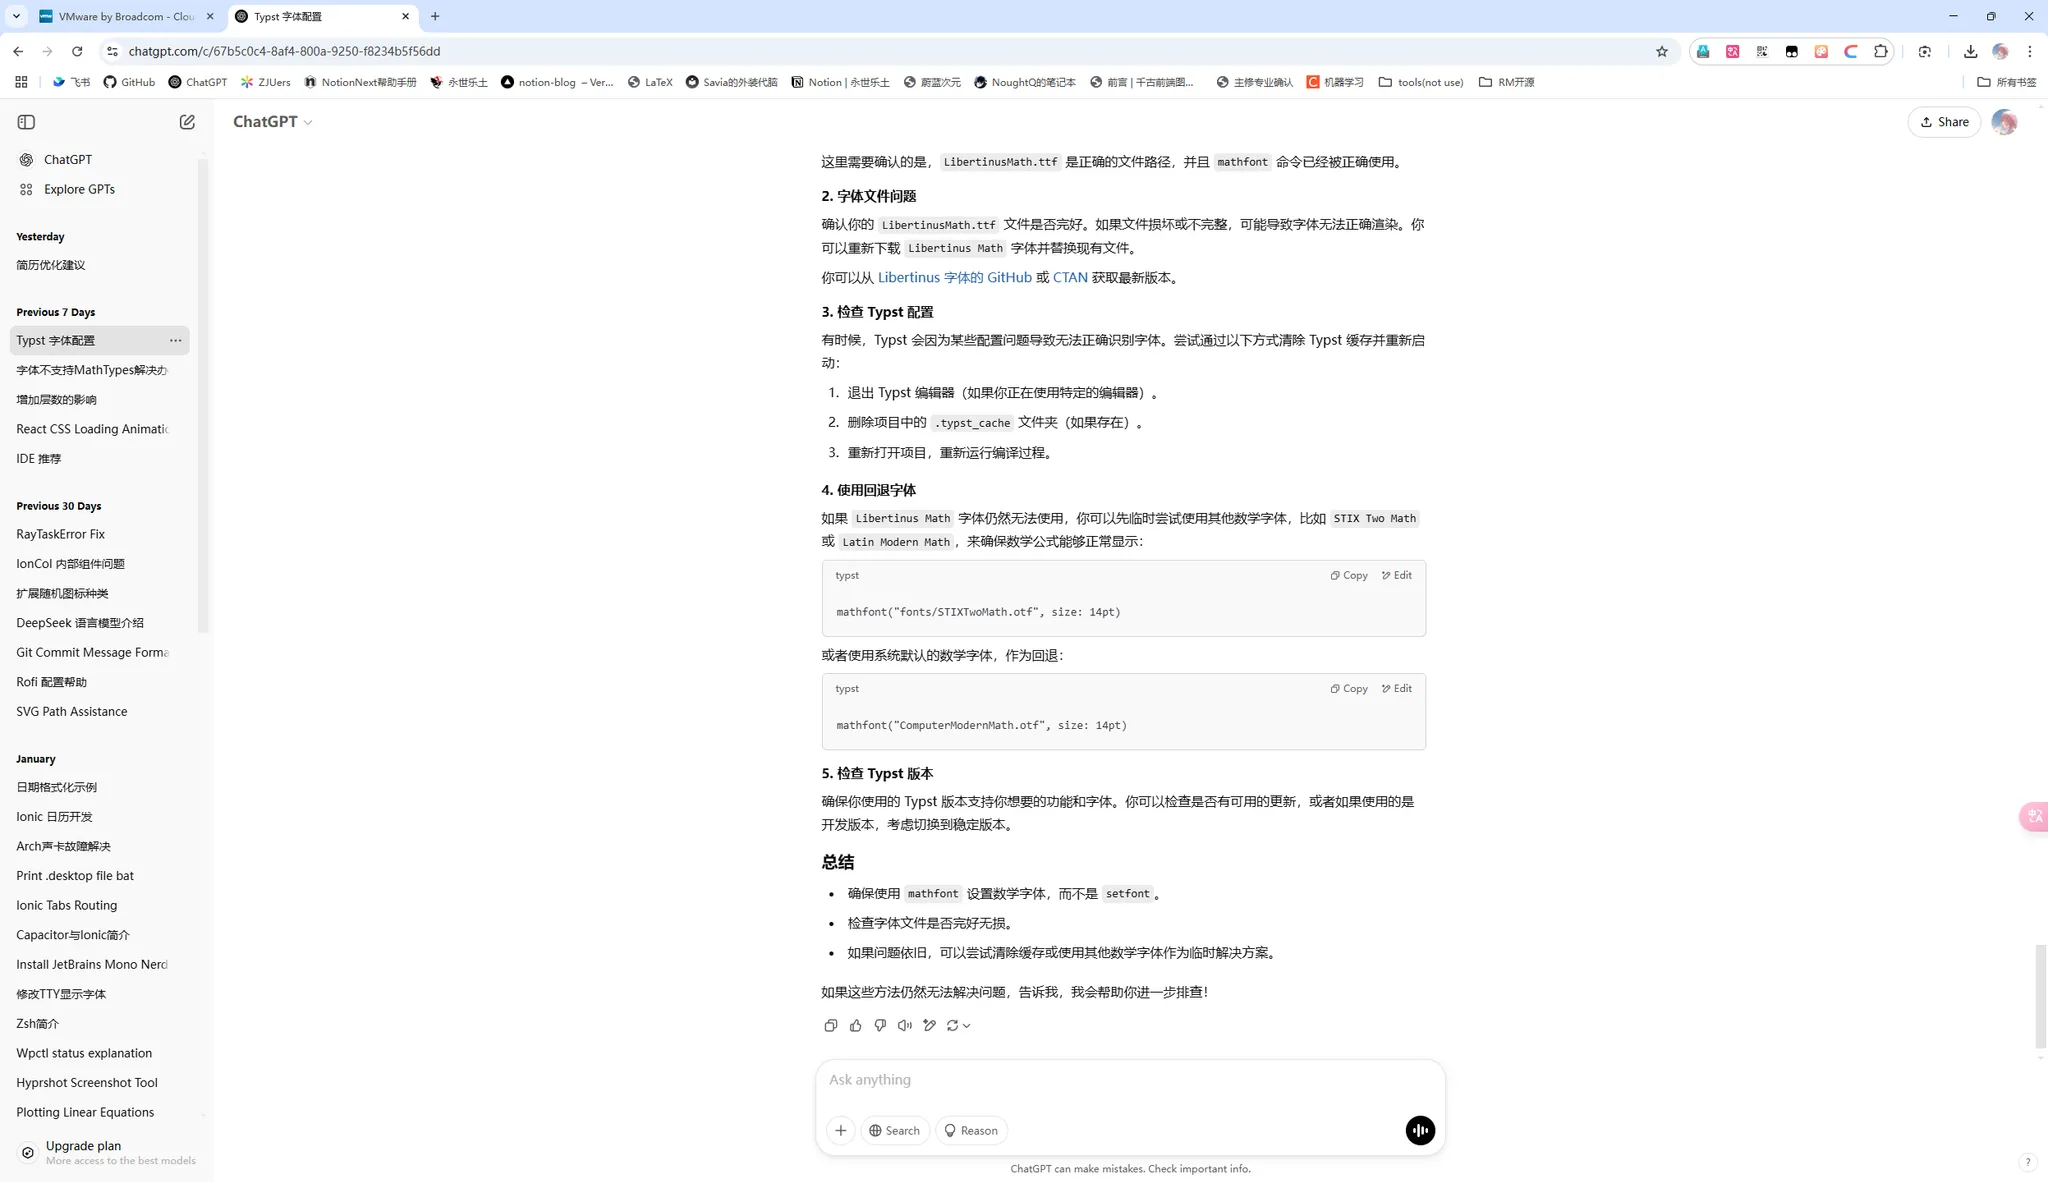 VMware by Broadcom - Clou
Typst 字体配置
chatgpt.com/c/67b5c0c4-8af4-800a-9250-f8234b5f56dd
飞书
GitHub
ChatGPT
ZJUers
NotionNext帮助手册
永世乐土
notion-blog – Ver...
LaTeX
Savia的外装代脑
Notion | 永世乐土
蔚蓝次元
NoughtQ的笔记本
前言 | 千古前端图...
主修专业确认
机器学习
tools(not use)
RM开源
所有书签
ChatGPT
Share
ChatGPT
Explore GPTs
Yesterday
简历优化建议
Previous 7 Days
Typst 字体配置
字体不支持MathTypes解决办
增加层数的影响
React CSS Loading Animatic
IDE 推荐
Previous 30 Days
RayTaskError Fix
IonCol 内部组件问题
扩展随机图标种类
DeepSeek 语言模型介绍
Git Commit Message Forma
Rofi 配置帮助
SVG Path Assistance
January
日期格式化示例
Ionic 日历开发
Arch声卡故障解决
Print .desktop file bat
Ionic Tabs Routing
Capacitor与Ionic简介
Install JetBrains Mono Nerd
修改TTY显示字体
Zsh简介
Wpctl status explanation
Hyprshot Screenshot Tool
Plotting Linear Equations
Upgrade plan
More access to the best models
这里需要确认的是，LibertinusMath.ttf 是正确的文件路径，并且 mathfont 命令已经被正确使用。
2. 字体文件问题
确认你的 LibertinusMath.ttf 文件是否完好。如果文件损坏或不完整，可能导致字体无法正确渲染。你
可以重新下载 Libertinus Math 字体并替换现有文件。
你可以从 Libertinus 字体的 GitHub 或 CTAN 获取最新版本。
3. 检查 Typst 配置
有时候，Typst 会因为某些配置问题导致无法正确识别字体。尝试通过以下方式清除 Typst 缓存并重新启
动：
1. 退出 Typst 编辑器（如果你正在使用特定的编辑器）。
2. 删除项目中的 .typst_cache 文件夹（如果存在）。
3. 重新打开项目，重新运行编译过程。
4. 使用回退字体
如果 Libertinus Math 字体仍然无法使用，你可以先临时尝试使用其他数学字体，比如 STIX Two Math
或 Latin Modern Math，来确保数学公式能够正常显示：
typst
Copy
Edit
mathfont("fonts/STIXTwoMath.otf", size: 14pt)
或者使用系统默认的数学字体，作为回退：
typst
Copy
Edit
mathfont("ComputerModernMath.otf", size: 14pt)
5. 检查 Typst 版本
确保你使用的 Typst 版本支持你想要的功能和字体。你可以检查是否有可用的更新，或者如果使用的是
开发版本，考虑切换到稳定版本。
总结
• 确保使用 mathfont 设置数学字体，而不是 setfont。
• 检查字体文件是否完好无损。
• 如果问题依旧，可以尝试清除缓存或使用其他数学字体作为临时解决方案。
如果这些方法仍然无法解决问题，告诉我，我会帮助你进一步排查！
Ask anything
Search
Reason
ChatGPT can make mistakes. Check important info.
?